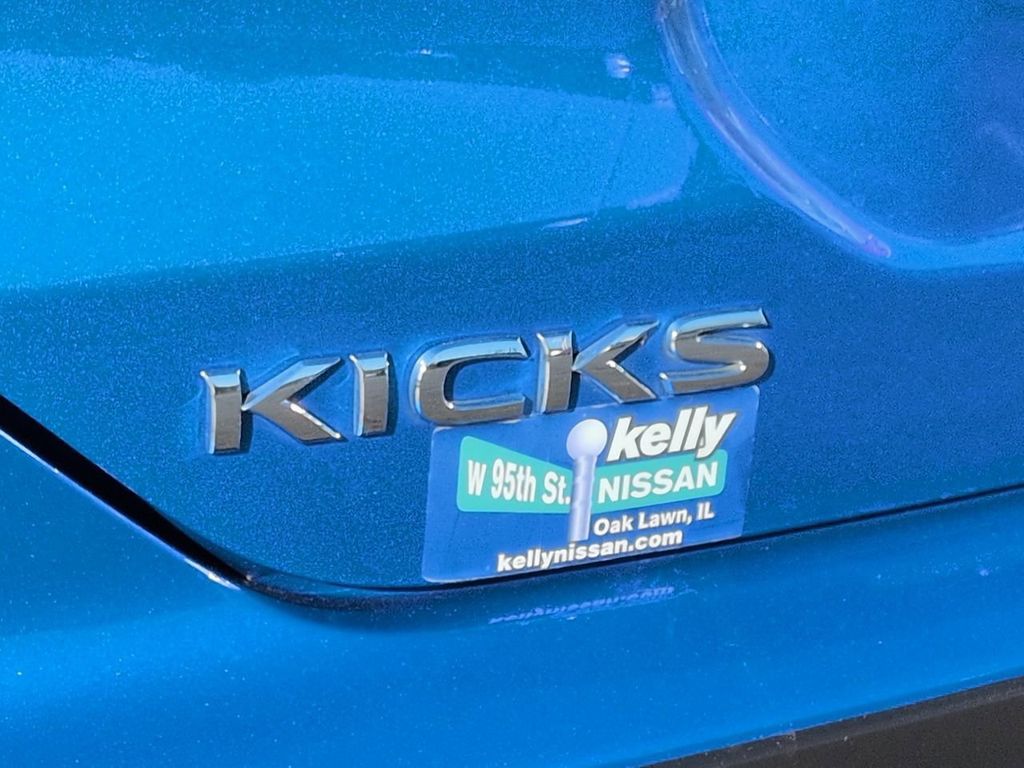 KICKS
kelly
W 95th St. NISSAN
Oak Lawn, IL
kellynissan.com